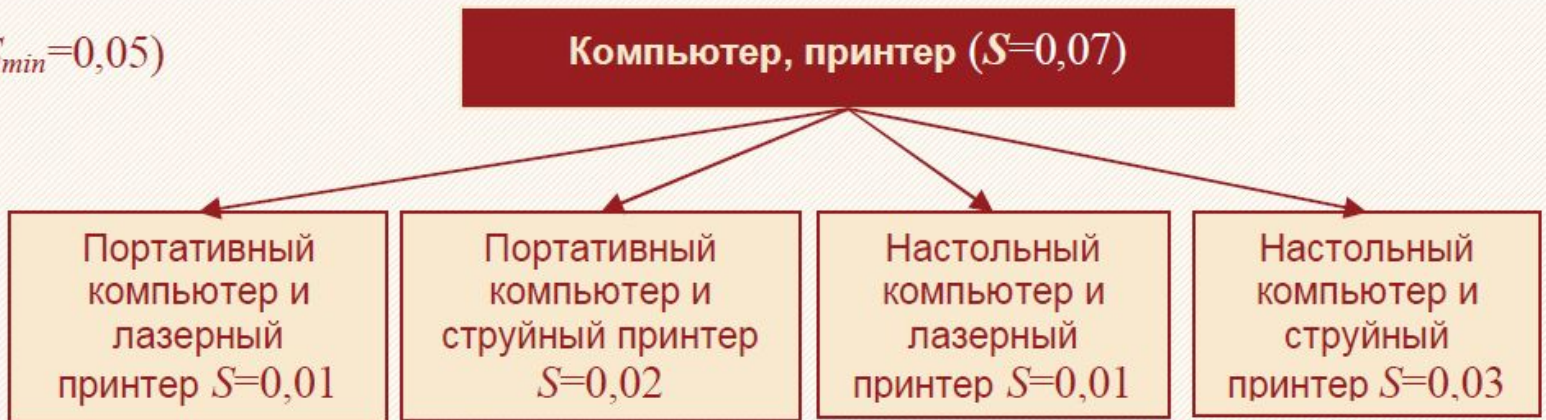 min=0,05)
Компьютер, принтер (S=0,07)
Портативный
компьютер и
лазерный
принтер S=0,01
Портативный
компьютер и
струйный принтер
S=0,02
Настольный
компьютер и
лазерный
принтер S=0,01
Настольный
компьютер и
струйный
принтер S=0,03